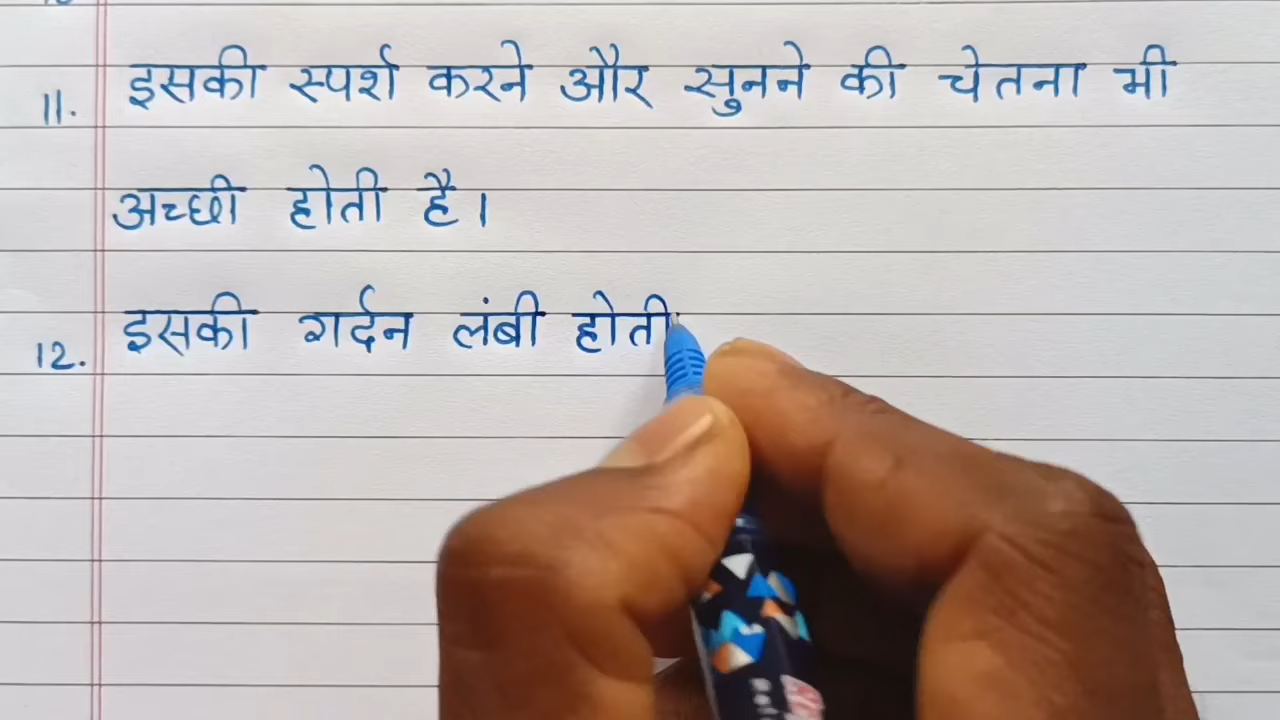 11. इसकी स्पर्श करने और सुनने की चेतना भी
अच्छी होती है।
12. इसकी गर्दन लंबी होती